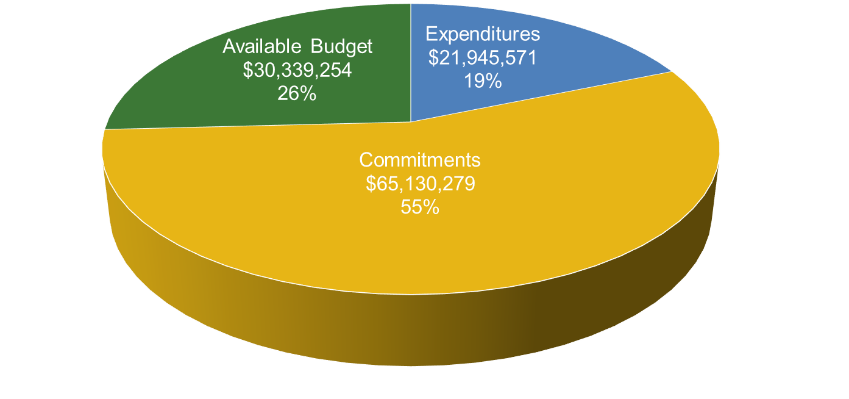 Expenditures
$21,945,571
19%
Available Budget
$30,339,254
26%
Commitments
$65,130,279
55%